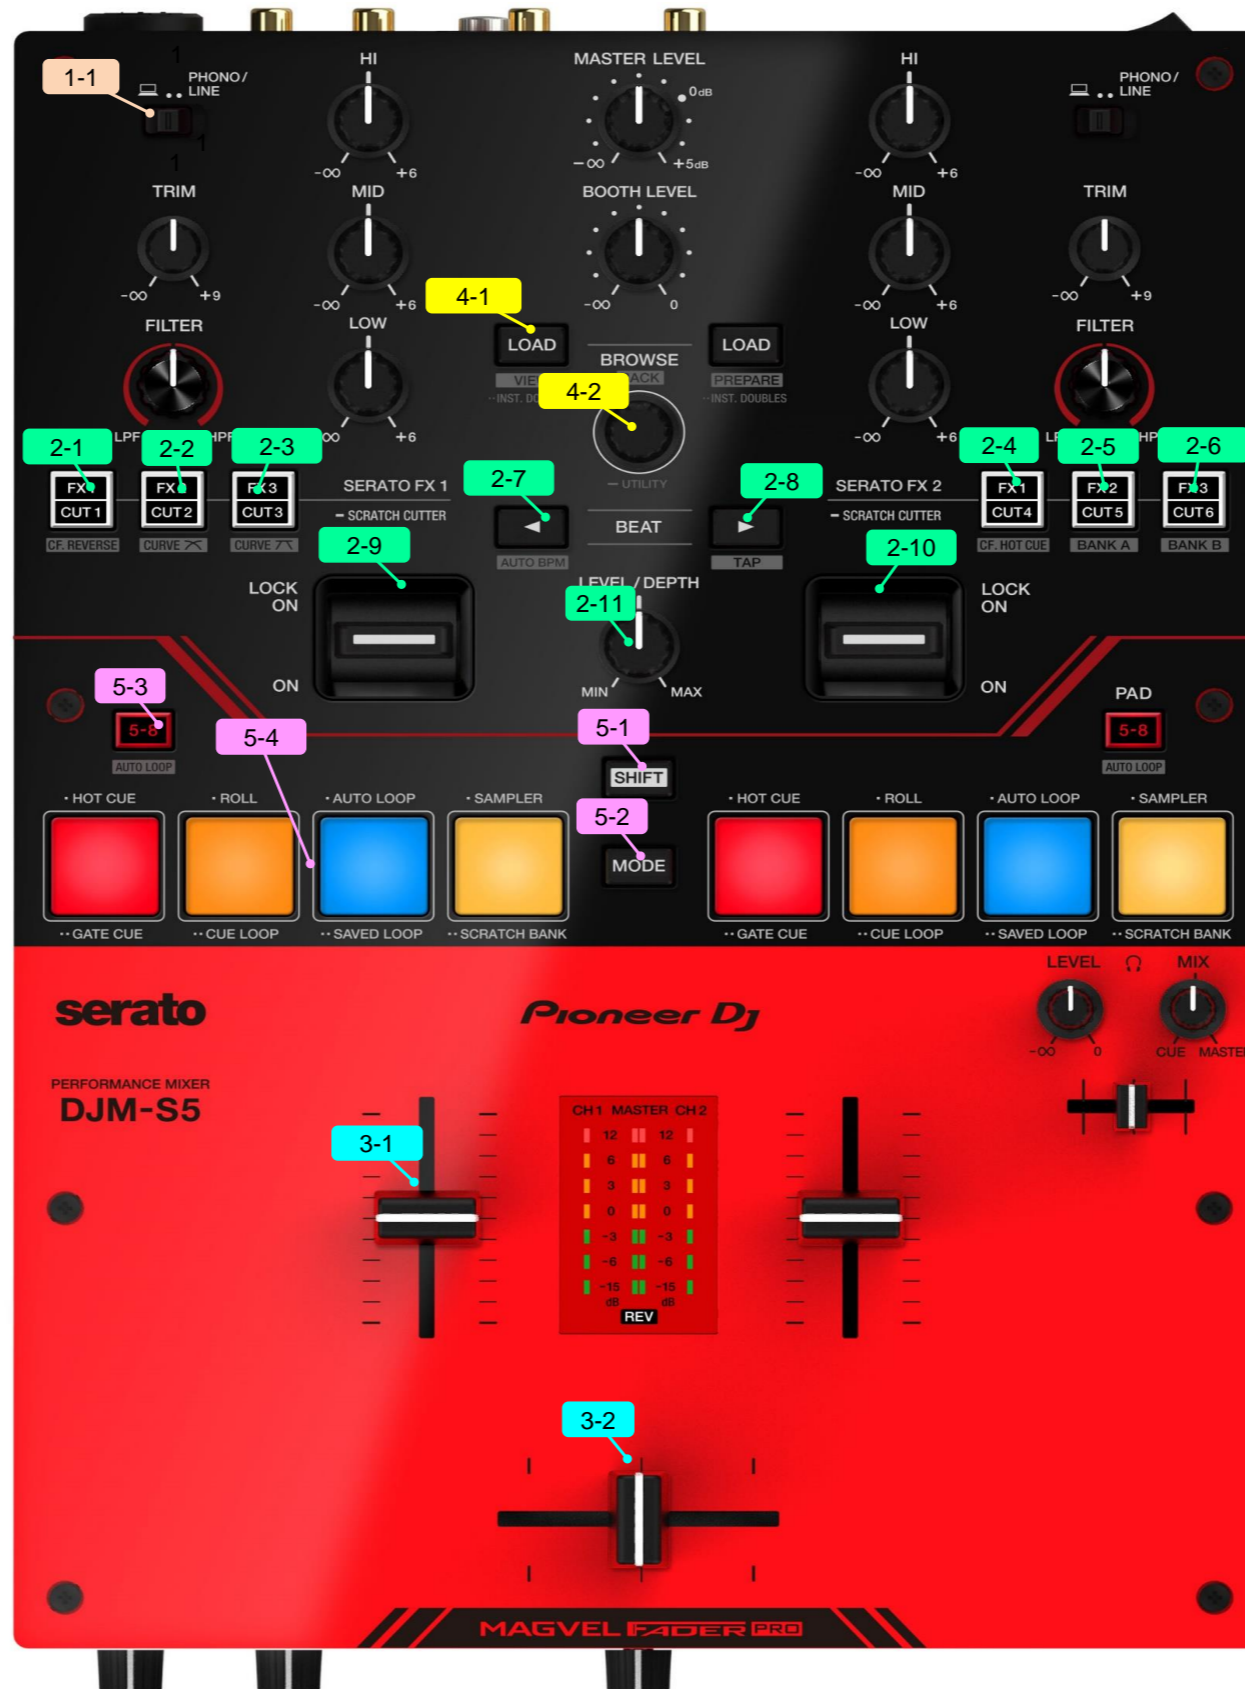 1
1-1
PHONO/
LINE
1
1
HI
-∞ +6
MASTER LEVEL
0dB
-∞ +5dB
HI
-∞ +6
PHONO/
LINE
TRIM
-∞ +9
MID
-∞ +6
BOOTH LEVEL
-∞ 0
MID
-∞ +6
TRIM
-∞ +9
FILTER
LPF HPF
LOW
-∞ +6
4-1
LOAD
BROWSE
4-2
LOAD
PREPARE
·· INST. DOUBLES
LOW
-∞ +6
FILTER
2-1
2-2
2-3
2-4
2-5
2-6
CUT1
CUT2
FX3
CUT3
SERATO FX 1
– SCRATCH CUTTER
– UTILITY
2-7
◄
BEAT
2-8
►
SERATO FX 2
– SCRATCH CUTTER
FX1
CUT4
FX2
CUT5
FX3
CUT6
CF. REVERSE
CURVE
CURVE
AUTO BPM
TAP
CF. HOT CUE
BANK A
BANK B
2-9
2-10
LOCK
ON
ON
LEVEL/DEPTH
2-11
MIN MAX
LOCK
ON
ON
5-3
5-8
AUTO LOOP
5-4
5-1
SHIFT
5-2
MODE
PAD
5-8
AUTO LOOP
· HOT CUE · ROLL · AUTO LOOP · SAMPLER
·· GATE CUE ·· CUE LOOP ·· SAVED LOOP ·· SCRATCH BANK
· HOT CUE · ROLL · AUTO LOOP · SAMPLER
·· GATE CUE ·· CUE LOOP ·· SAVED LOOP ·· SCRATCH BANK
serato
Pioneer Dj
LEVEL MIX
-∞ 0 CUE MASTER
PERFORMANCE MIXER
DJM-S5
3-1
CH1 MASTER CH2
12 12
6 6
3 3
0 0
-3 -3
-6 -6
-15 -15
dB dB
REV
3-2
MAGVEL FADER PRO